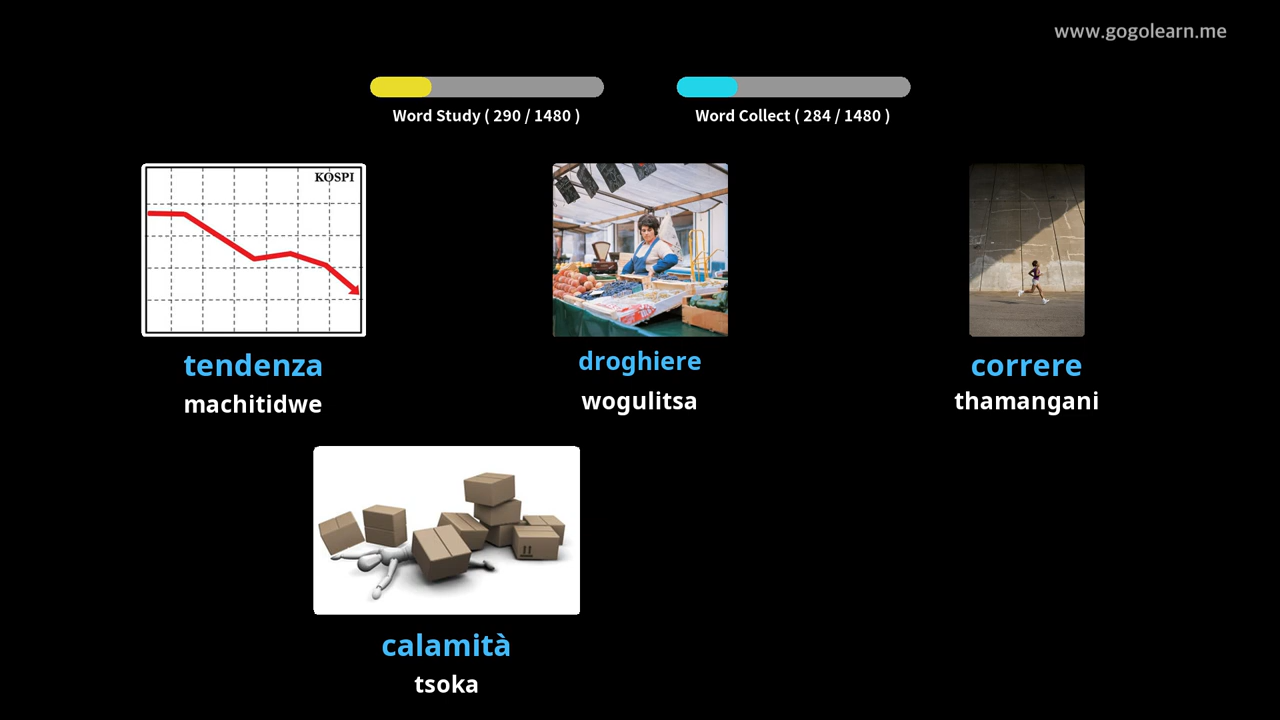 www.gogolearn.me
Word Study ( 290 / 1480 )
Word Collect ( 284 / 1480 )
KOSPI
tendenza
machitidwe
droghiere
wogulitsa
correre
thamangani
calamità
tsoka